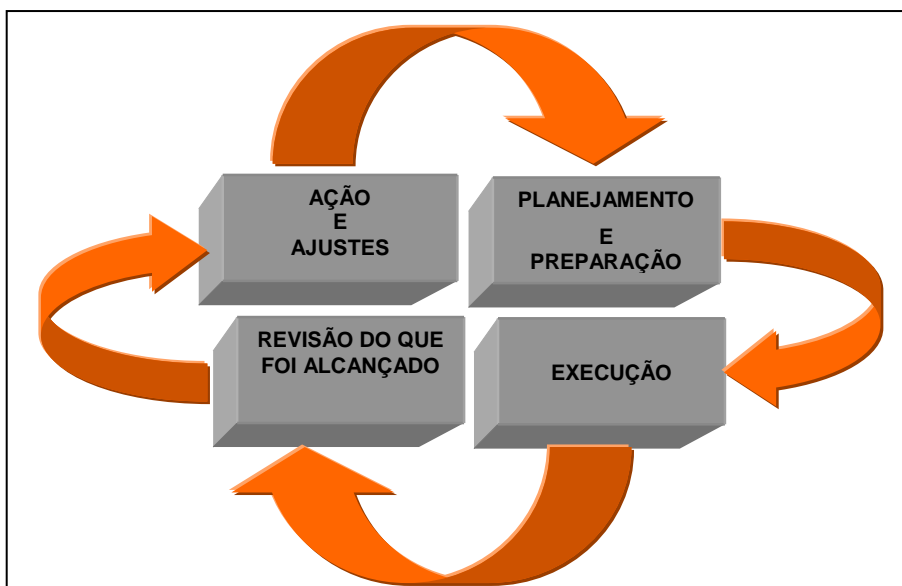 AÇÃO
E
AJUSTES
PLANEJAMENTO
E
PREPARAÇÃO
REVISÃO DO QUE
FOI ALCANÇADO
EXECUÇÃO